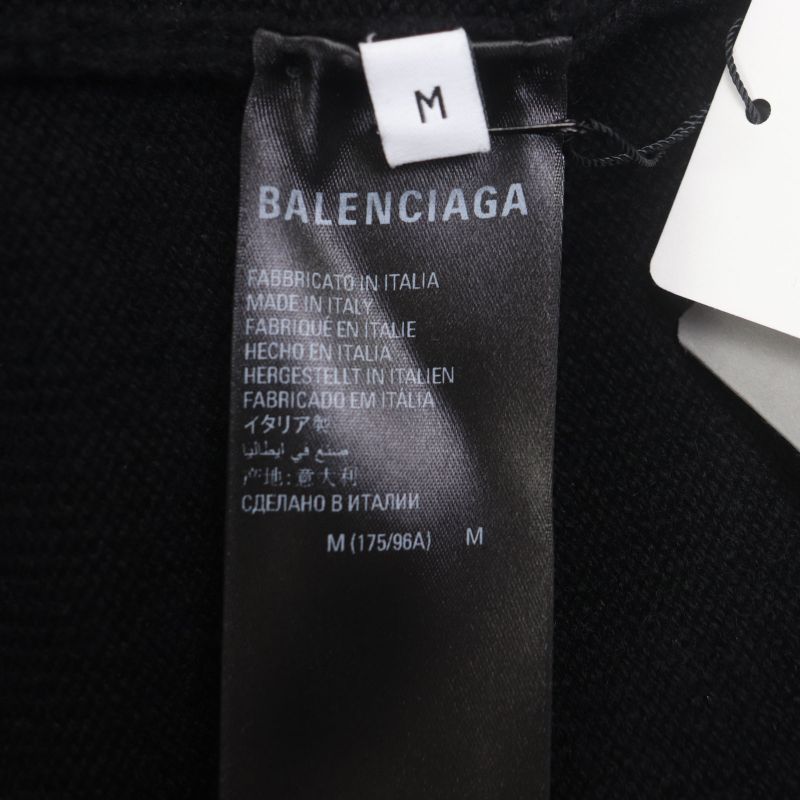 M
BALENCIAGA
FABBRICATO IN ITALIA
MADE IN ITALY
FABRIQUÉ EN ITALIE
HECHO EN ITALIA
HERGESTELLT IN ITALIEN
FABRICADO EM ITÁLIA
イタリア製
صنع في ايطاليا
产地: 意大利
СДЕЛАНО В ИТАЛИИ
M (175/96A) M